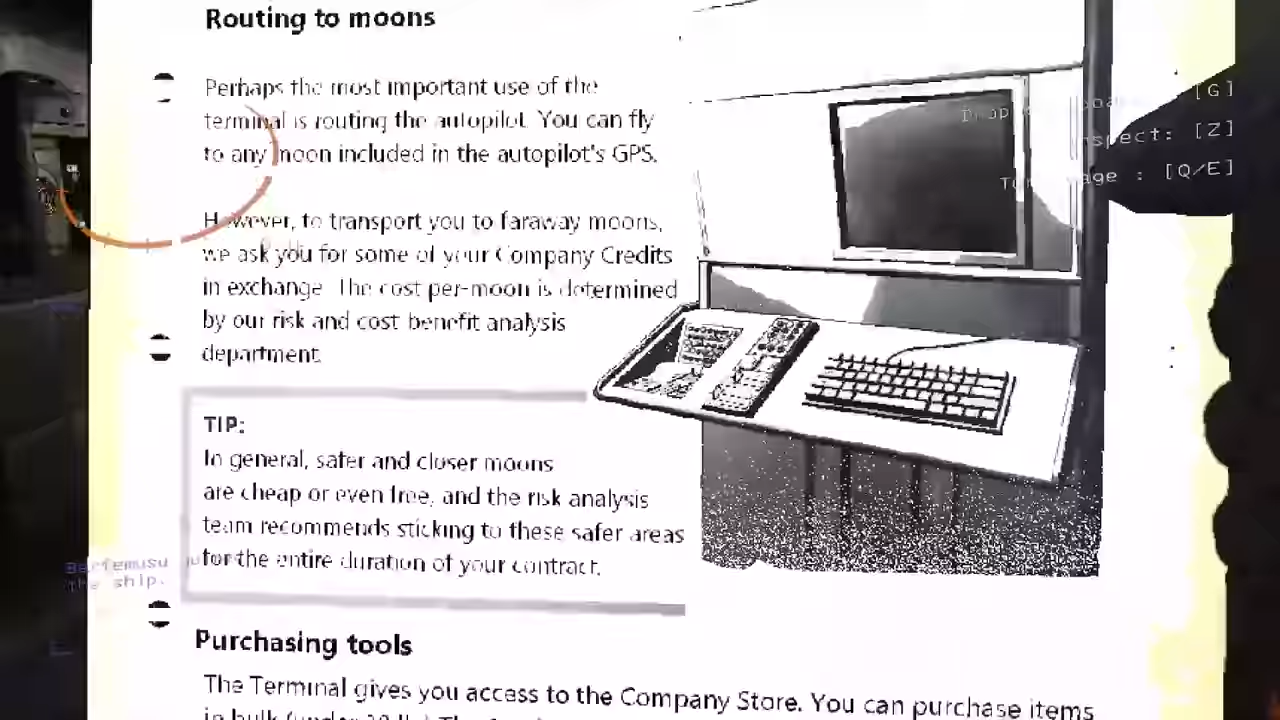 Routing to moons
Perhaps the most important use of the
terminal is routing the autopilot. You can fly
to any moon included in the autopilot's GPS.
However, to transport you to faraway moons,
we ask you for some of your Company Credits
in exchange. The cost per-moon is determined
by our risk and cost benefit analysis
department.
TIP:
In general, safer and closer moons
are cheap or even free, and the risk analysis
team recommends sticking to these safer areas
for the entire duration of your contract.
Purchasing tools
The Terminal gives you access to the Company Store. You can purchase items
in bulk
[G]
Inspect: [Z]
page : [Q/E]
the ship.